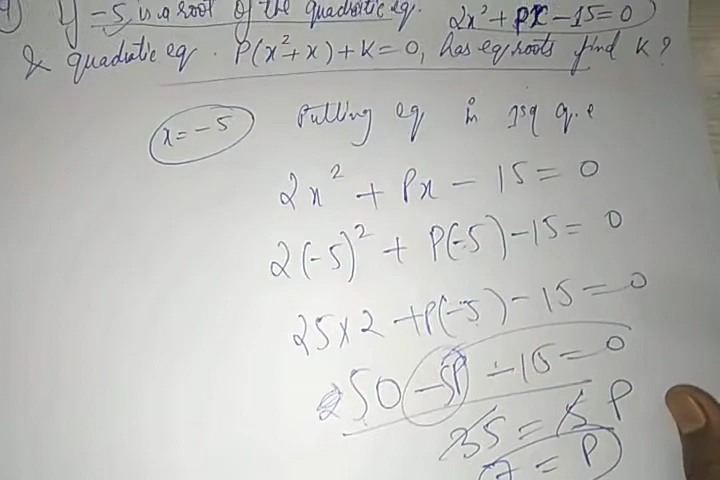 If -5 is a root of the quadratic eq. 2x² + px - 15 = 0
& quadratic eq. P(x² + x) + K = 0, has eq roots find K ?
x = -5 Putting eq in 1st q.e
2x² + Px - 15 = 0
2(-5)² + P(-5) - 15 = 0
25 x 2 + P(-5) - 15 = 0
50 - 5P - 15 = 0
35 = 5P
7 = P